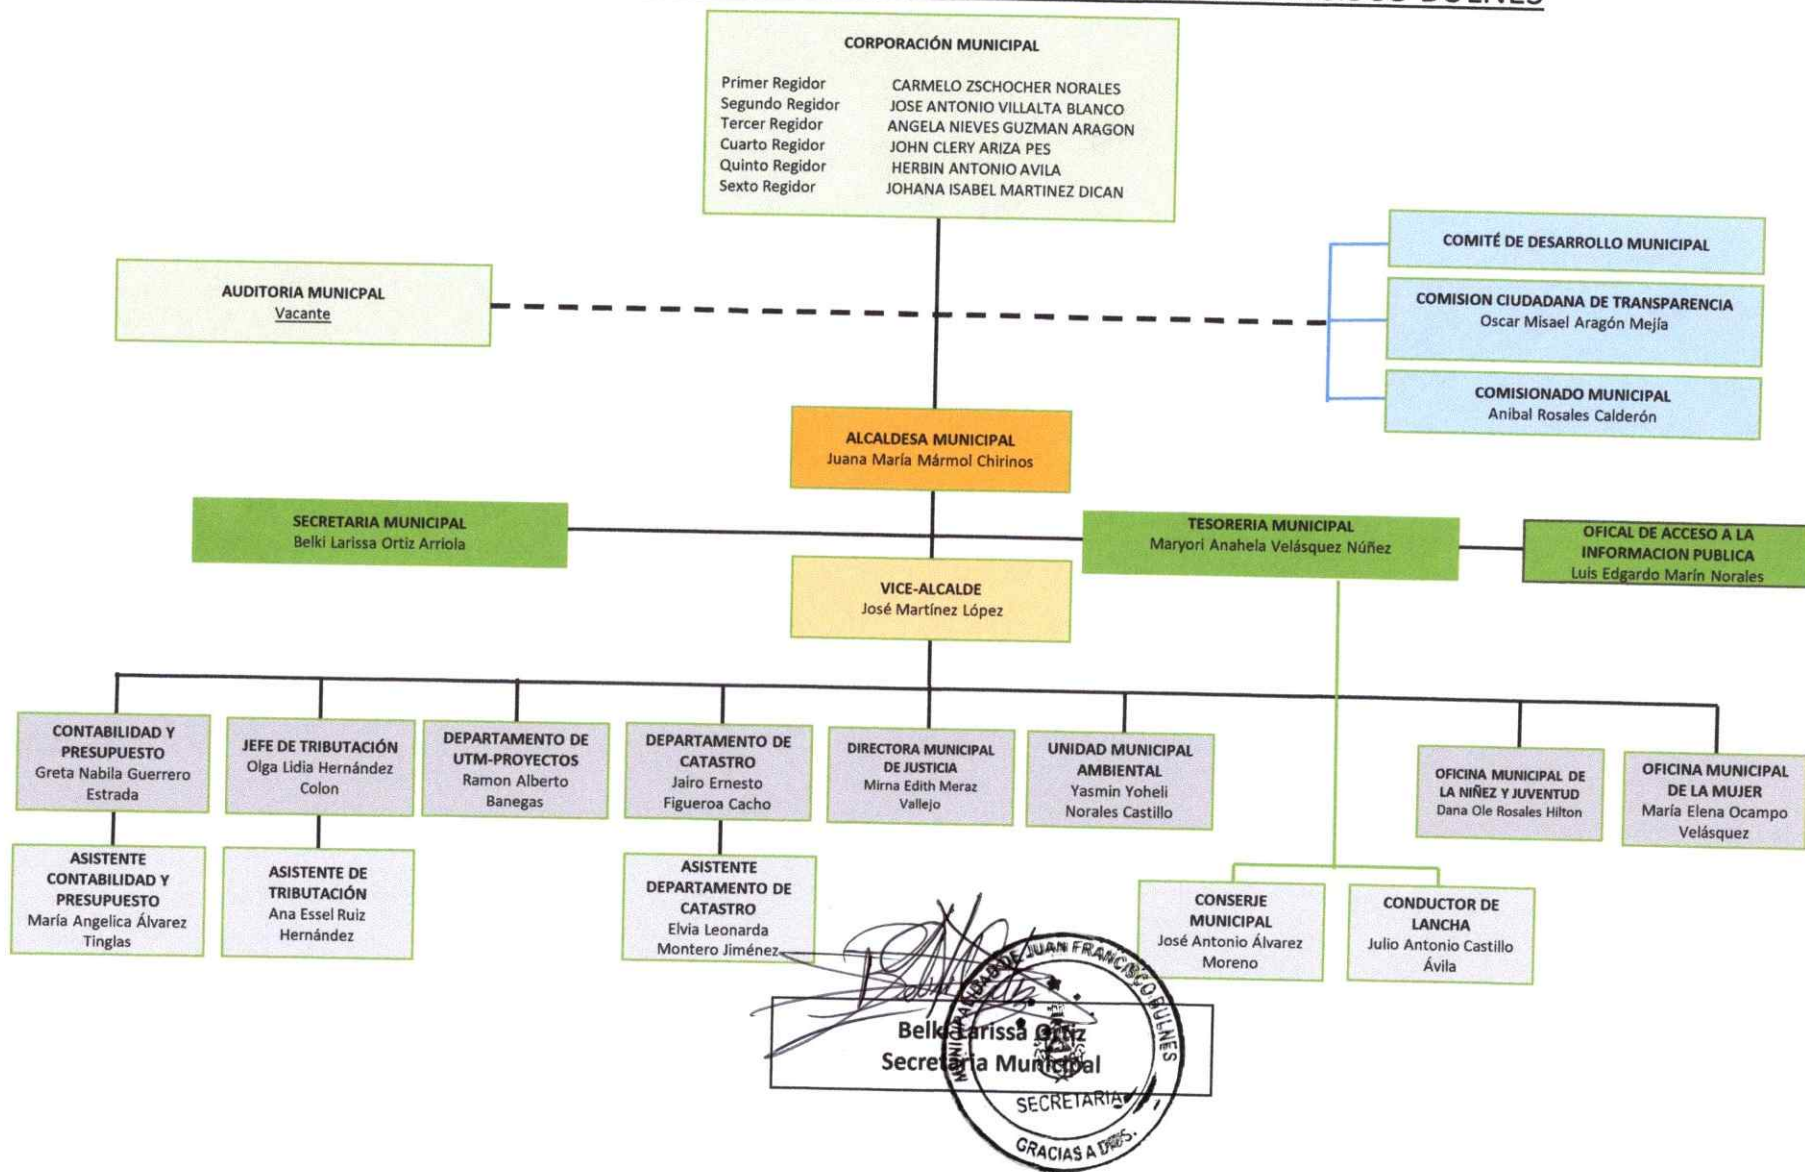 BULNES
CORPORACIÓN MUNICIPAL
Primer Regidor CARMELO ZSCHOCHER NORALES
Segundo Regidor JOSE ANTONIO VILLALTA BLANCO
Tercer Regidor ANGELA NIEVES GUZMAN ARAGON
Cuarto Regidor JOHN CLERY ARIZA PES
Quinto Regidor HERBIN ANTONIO AVILA
Sexto Regidor JOHANA ISABEL MARTINEZ DICAN
COMITÉ DE DESARROLLO MUNICIPAL
AUDITORIA MUNICPAL
Vacante
COMISION CIUDADANA DE TRANSPARENCIA
Oscar Misael Aragón Mejía
COMISIONADO MUNICIPAL
Anibal Rosales Calderón
ALCALDESA MUNICIPAL
Juana María Mármol Chirinos
SECRETARIA MUNICIPAL
Belki Larissa Ortiz Arriola
TESORERIA MUNICIPAL
Maryori Anahela Velásquez Núñez
OFICAL DE ACCESO A LA
INFORMACION PUBLICA
Luis Edgardo Marín Norales
VICE-ALCALDE
José Martínez López
CONTABILIDAD Y
PRESUPUESTO
Greta Nabila Guerrero
Estrada
JEFE DE TRIBUTACIÓN
Olga Lidia Hernández
Colon
DEPARTAMENTO DE
UTM-PROYECTOS
Ramon Alberto
Banegas
DEPARTAMENTO DE
CATASTRO
Jairo Ernesto
Figueroa Cacho
DIRECTORA MUNICIPAL
DE JUSTICIA
Mirna Edith Meraz
Vallejo
UNIDAD MUNICIPAL
AMBIENTAL
Yasmin Yoheli
Norales Castillo
OFICINA MUNICIPAL DE
LA NIÑEZ Y JUVENTUD
Dana Ole Rosales Hilton
OFICINA MUNICIPAL
DE LA MUJER
María Elena Ocampo
Velásquez
ASISTENTE
CONTABILIDAD Y
PRESUPUESTO
María Angelica Álvarez
Tinglas
ASISTENTE DE
TRIBUTACIÓN
Ana Essel Ruiz
Hernández
ASISTENTE
DEPARTAMENTO DE
CATASTRO
Elvia Leonarda
Montero Jiménez
CONSERJE
MUNICIPAL
José Antonio Álvarez
Moreno
CONDUCTOR DE
LANCHA
Julio Antonio Castillo
Ávila
Belki Larissa Ortiz
Secretaria Municipal
MUNICIPALIDAD DE JUAN FRANCISCO BULNES
SECRETARIA
GRACIAS A DIOS.